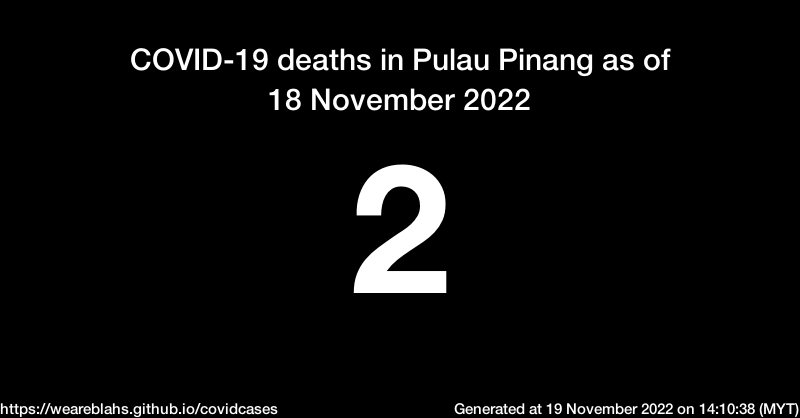 COVID-19 deaths in Pulau Pinang as of
18 November 2022
2
https://weareblahs.github.io/covidcases
Generated at 19 November 2022 on 14:10:38 (MYT)